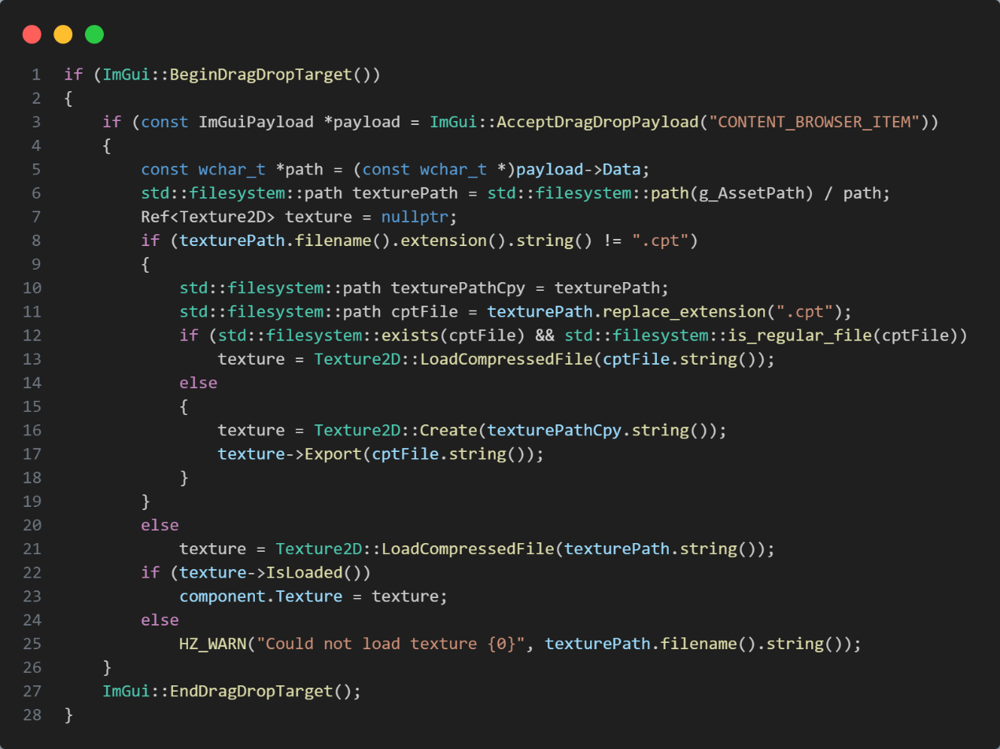 1 if (ImGui::BeginDragDropTarget())
2 {
3     if (const ImGuiPayload *payload = ImGui::AcceptDragDropPayload("CONTENT_BROWSER_ITEM"))
4     {
5         const wchar_t *path = (const wchar_t *)payload->Data;
6         std::filesystem::path texturePath = std::filesystem::path(g_AssetPath) / path;
7         Ref<Texture2D> texture = nullptr;
8         if (texturePath.filename().extension().string() != ".cpt")
9         {
10             std::filesystem::path texturePathCpy = texturePath;
11             std::filesystem::path cptFile = texturePath.replace_extension(".cpt");
12             if (std::filesystem::exists(cptFile) && std::filesystem::is_regular_file(cptFile))
13                 texture = Texture2D::LoadCompressedFile(cptFile.string());
14             else
15             {
16                 texture = Texture2D::Create(texturePathCpy.string());
17                 texture->Export(cptFile.string());
18             }
19         }
20         else
21             texture = Texture2D::LoadCompressedFile(texturePath.string());
22         if (texture->IsLoaded())
23             component.Texture = texture;
24         else
25             HZ_WARN("Could not load texture {0}", texturePath.filename().string());
26     }
27     ImGui::EndDragDropTarget();
28 }